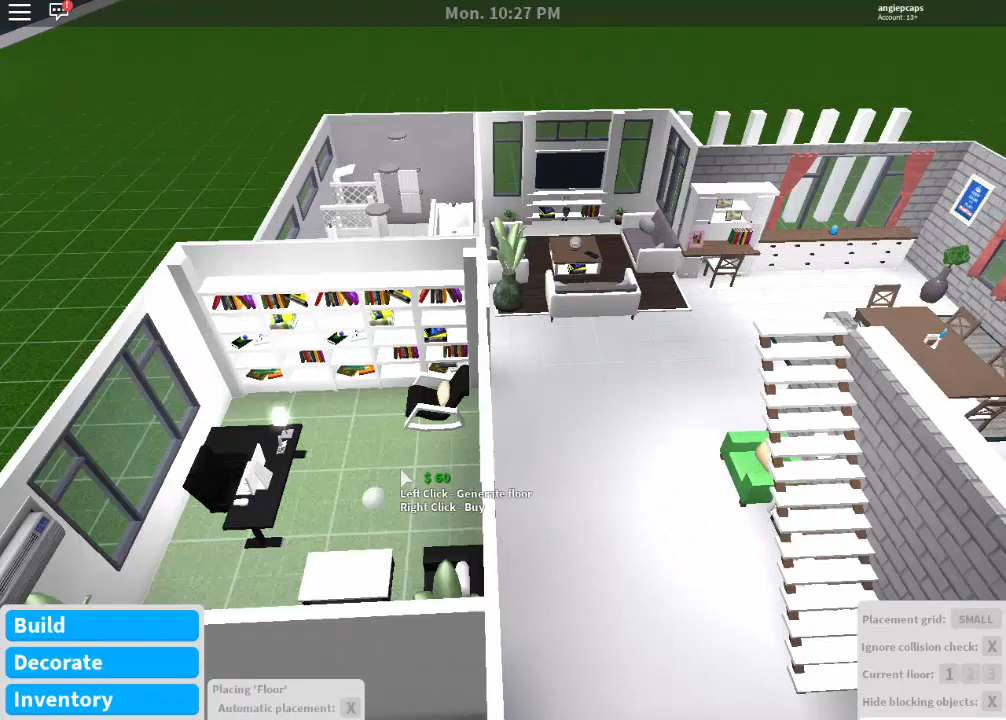 Mon. 10:27 PM
angiepcaps
Account: 13+
$ 60
Left Click - Generate floor
Right Click - Buy
Build
Decorate
Inventory
Placing 'Floor'
Automatic placement: X
Placement grid: SMALL
Ignore collision check: X
Current floor: 1 2 3
Hide blocking objects: X